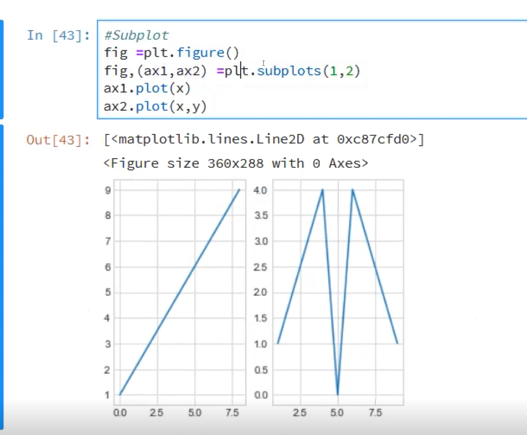 In [43]:
#Subplot
fig =plt.figure()
fig,(ax1,ax2) =plt.subplots(1,2)
ax1.plot(x)
ax2.plot(x,y)
Out[43]: [<matplotlib.lines.Line2D at 0xc87cfd0>]
<Figure size 360x288 with 0 Axes>
9
8
7
6
5
4
3
2
1
0.0 2.5 5.0 7.5
4.0
3.5
3.0
2.5
2.0
1.5
1.0
0.5
0.0
2.5 5.0 7.5